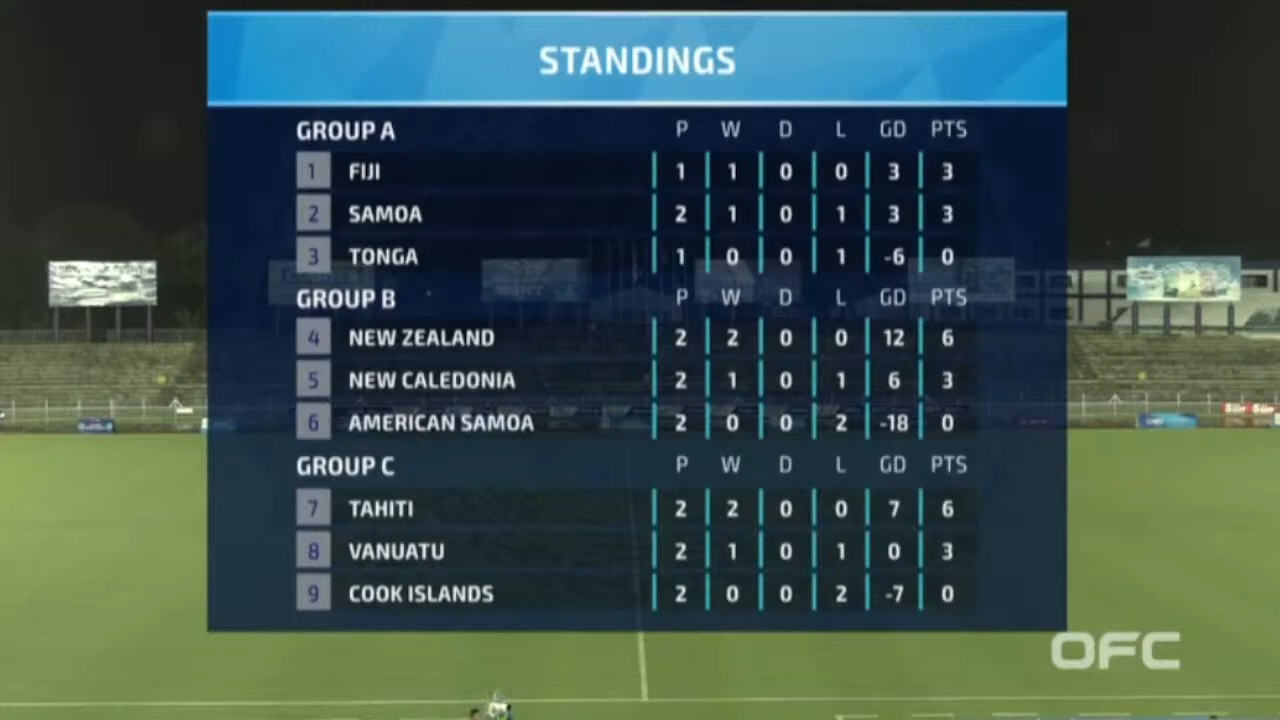 STANDINGS
GROUP A P W D L GD PTS
1 FIJI 1 1 0 0 3 3
2 SAMOA 2 1 0 1 3 3
3 TONGA 1 0 0 1 -6 0
GROUP B P W D L GD PTS
4 NEW ZEALAND 2 2 0 0 12 6
5 NEW CALEDONIA 2 1 0 1 6 3
6 AMERICAN SAMOA 2 0 0 2 -18 0
GROUP C P W D L GD PTS
7 TAHITI 2 2 0 0 7 6
8 VANUATU 2 1 0 1 0 3
9 COOK ISLANDS 2 0 0 2 -7 0
OFC